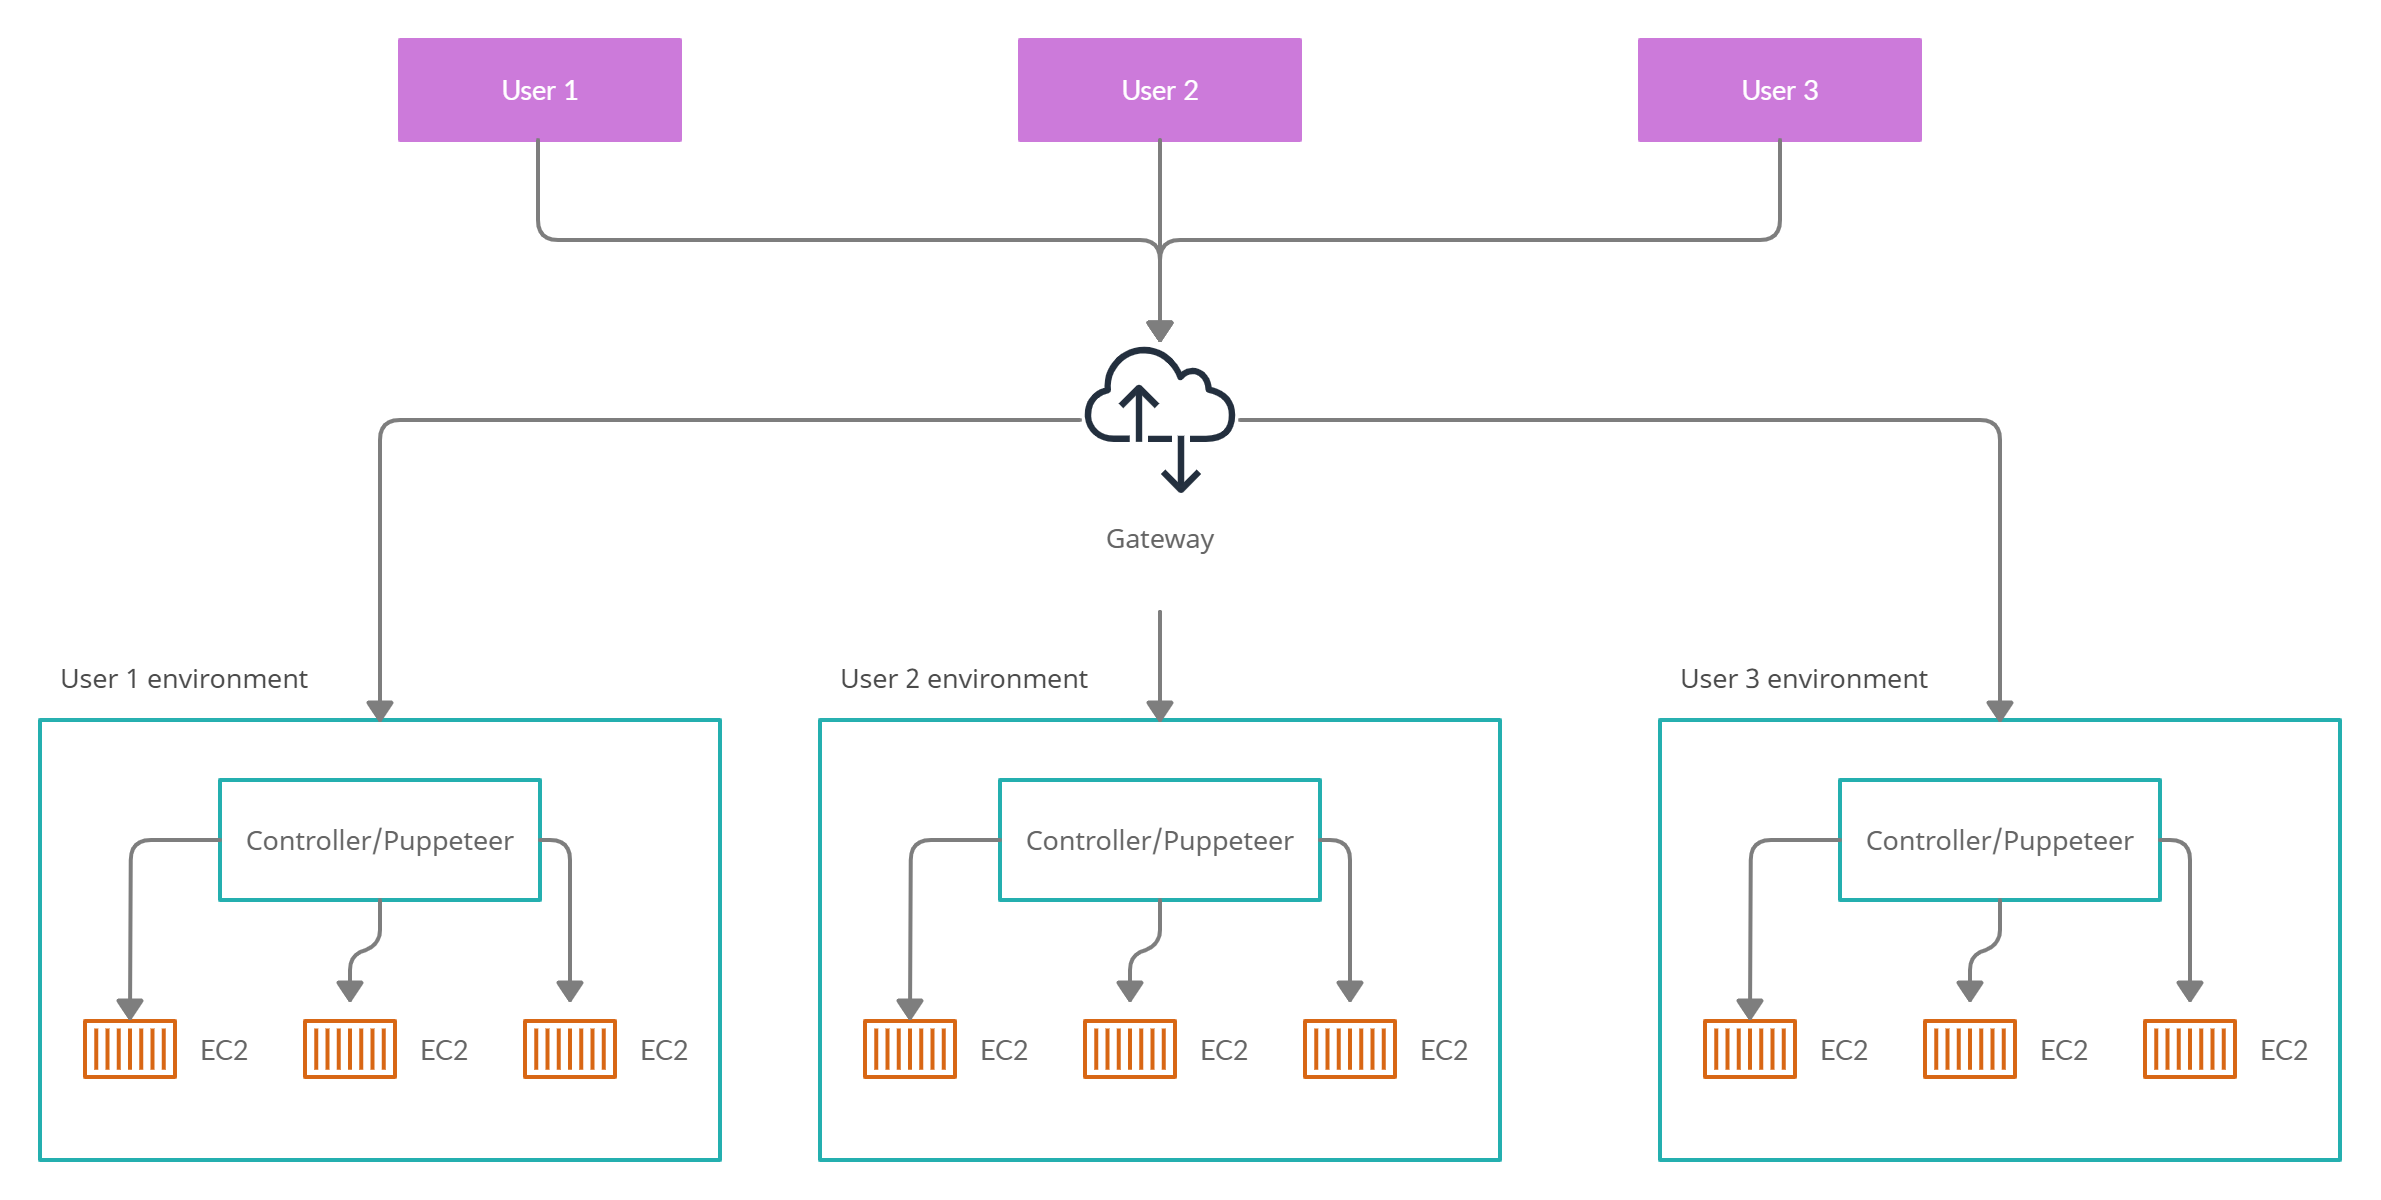 User 1
User 2
User 3
Gateway
User 1 environment
User 2 environment
User 3 environment
Controller/Puppeteer
Controller/Puppeteer
Controller/Puppeteer
EC2
EC2
EC2
EC2
EC2
EC2
EC2
EC2
EC2